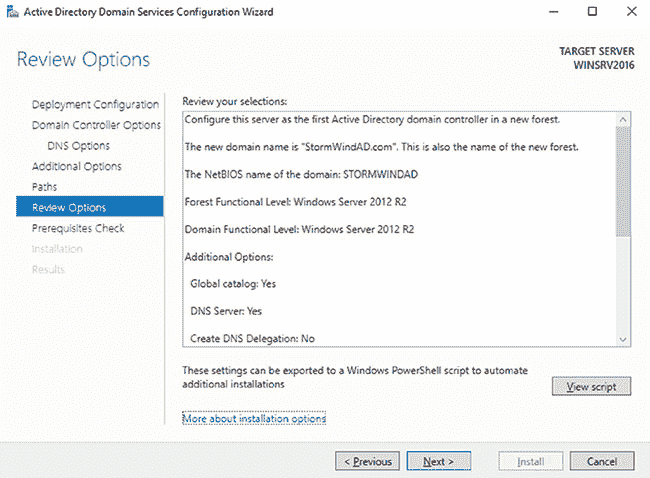 Active Directory Domain Services Configuration Wizard
Review Options
TARGET SERVER
WINSRV2016
Deployment Configuration
Domain Controller Options
DNS Options
Additional Options
Paths
Review Options
Prerequisites Check
Installation
Results
Review your selections:
Configure this server as the first Active Directory domain controller in a new forest.
The new domain name is "StormWindAD.com". This is also the name of the new forest.
The NetBIOS name of the domain: STORMWINDAD
Forest Functional Level: Windows Server 2012 R2
Domain Functional Level: Windows Server 2012 R2
Additional Options:
Global catalog: Yes
DNS Server: Yes
Create DNS Delegation: No
These settings can be exported to a Windows PowerShell script to automate
additional installations
View script
More about installation options
< Previous
Next >
Install
Cancel